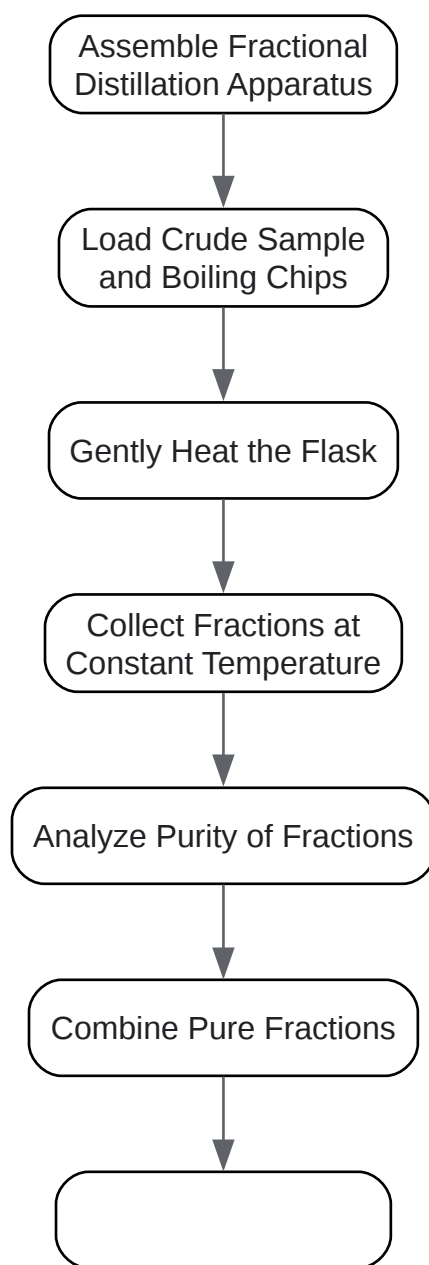 Assemble Fractional
Distillation Apparatus
Load Crude Sample
and Boiling Chips
Gently Heat the Flask
Collect Fractions at
Constant Temperature
Analyze Purity of Fractions
Combine Pure Fractions